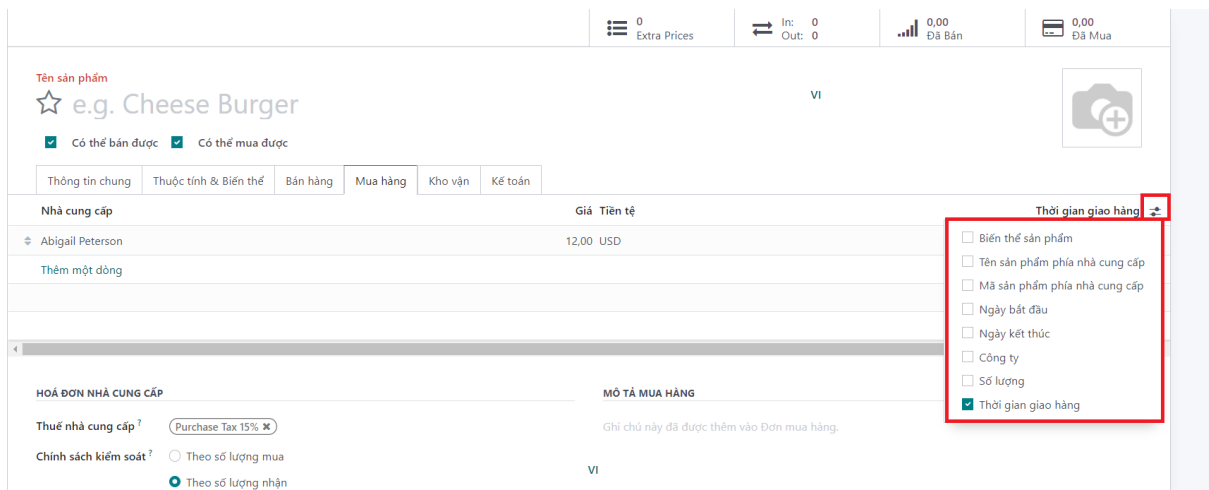 0
Extra Prices
In: 0
Out: 0
0,00
Đã Bán
0,00
Đã Mua
Tên sản phẩm
e.g. Cheese Burger
VI
Có thể bán được Có thể mua được
Thông tin chung Thuộc tính & Biến thể Bán hàng Mua hàng Kho vận Kế toán
Nhà cung cấp Giá Tiền tệ Thời gian giao hàng
Abigail Peterson 12,00 USD
Thêm một dòng
Biến thể sản phẩm
Tên sản phẩm phía nhà cung cấp
Mã sản phẩm phía nhà cung cấp
Ngày bắt đầu
Ngày kết thúc
Công ty
Số lượng
Thời gian giao hàng
HOÁ ĐƠN NHÀ CUNG CẤP
Thuế nhà cung cấp ? Purchase Tax 15% ✖
Chính sách kiểm soát ? Theo số lượng mua
Theo số lượng nhận
MÔ TẢ MUA HÀNG
Ghi chú này đã được thêm vào Đơn mua hàng.
VI